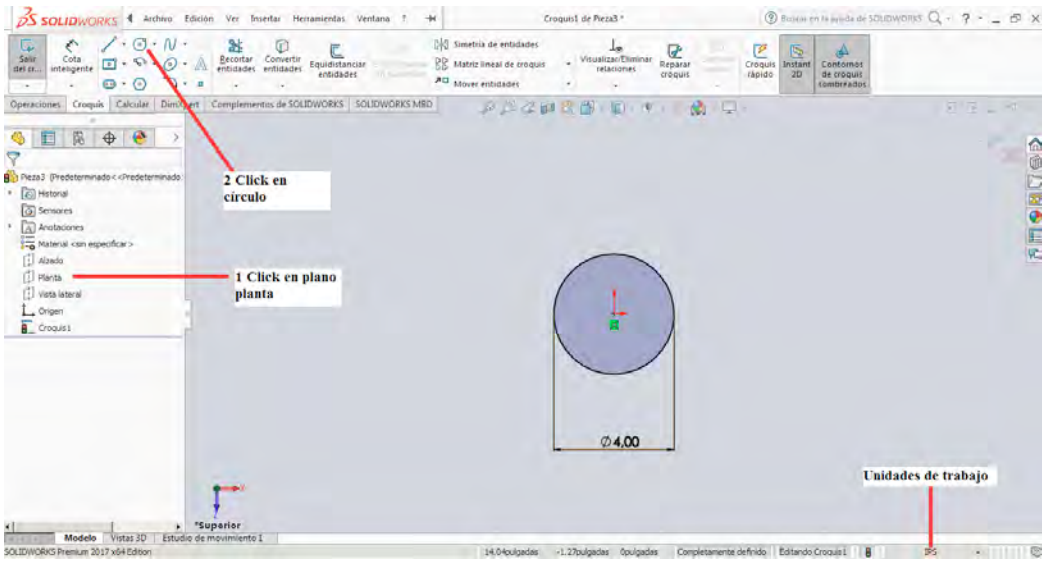 SOLIDWORKS
Archivo Edición Ver Insertar Herramientas Ventana ?
Croquis1 de Pieza3 *
Buscar en la ayuda de SOLIDWORKS
Salir del cr...
Cota inteligente
Recortar entidades
Convertir entidades
Equidistanciar entidades
Simetría de entidades
Matriz lineal de croquis
Mover entidades
Visualizar/Eliminar relaciones
Reparar croquis
Croquis rápido
Instant 2D
Contornos de croquis sombreados
Operaciones Croquis Calcular DimXpert Complementos de SOLIDWORKS SOLIDWORKS MBD
Pieza3 (Predeterminado<<Predeterminado
Historial
Sensores
Anotaciones
Material <sin especificar>
Alzado
Planta
Vista lateral
Origen
Croquis1
2 Click en
círculo
1 Click en plano
planta
Ø4,00
Unidades de trabajo
*Superior
Modelo Vistas 3D Estudio de movimiento 1
SOLIDWORKS Premium 2017 x64 Edition
14.04pulgadas -1.27pulgadas 0pulgadas Completamente definido Editando Croquis1 IPS